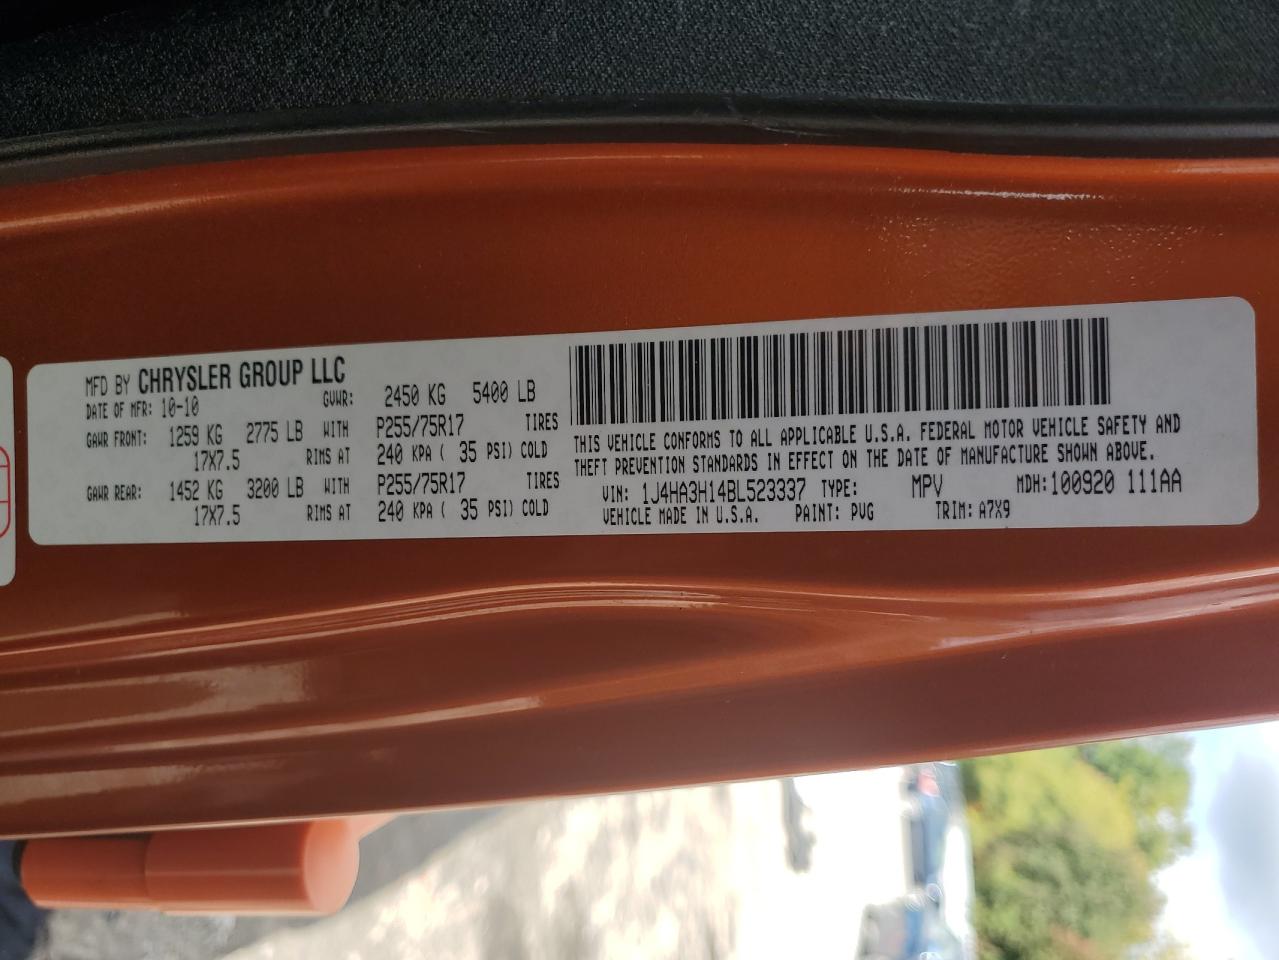 MFD BY CHRYSLER GROUP LLC
DATE OF MFR: 10-10 GVWR: 2450 KG 5400 LB
GAWR FRONT: 1259 KG 2775 LB WITH P255/75R17 TIRES
17X7.5 RIMS AT 240 KPA ( 35 PSI) COLD
GAWR REAR: 1452 KG 3200 LB WITH P255/75R17 TIRES
17X7.5 RIMS AT 240 KPA ( 35 PSI) COLD
THIS VEHICLE CONFORMS TO ALL APPLICABLE U.S.A. FEDERAL MOTOR VEHICLE SAFETY AND
THEFT PREVENTION STANDARDS IN EFFECT ON THE DATE OF MANUFACTURE SHOWN ABOVE.
VIN: 1J4HA3H14BL523337 TYPE: MPV MDH:100920 111AA
VEHICLE MADE IN U.S.A. PAINT: PVG TRIM: A7X9